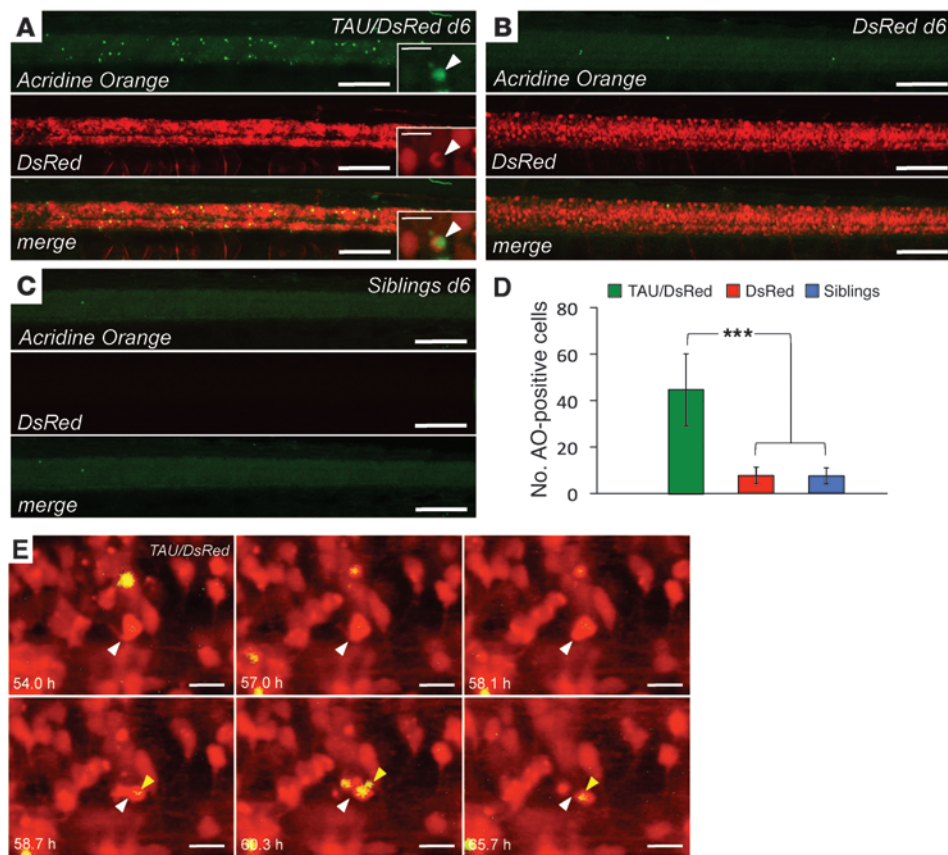 A
TAU/DsRed d6
Acridine Orange
DsRed
merge
B
DsRed d6
Acridine Orange
DsRed
merge
C
Siblings d6
Acridine Orange
DsRed
merge
D
TAU/DsRed DsRed Siblings
No. AO-positive cells
80
60
40
20
0
***
E
TAU/DsRed
54.0 h
57.0 h
58.1 h
58.7 h
60.3 h
65.7 h